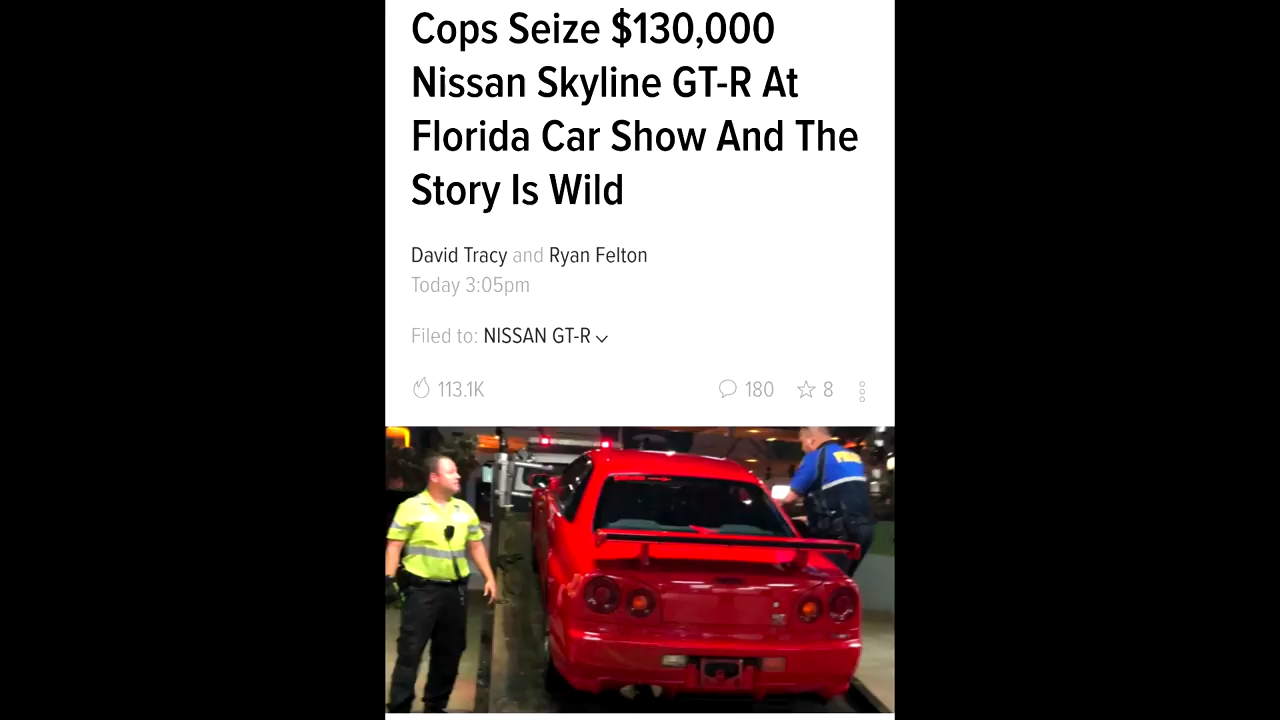 Cops Seize $130,000
Nissan Skyline GT-R At
Florida Car Show And The
Story Is Wild
David Tracy and Ryan Felton
Today 3:05pm
Filed to: NISSAN GT-R
113.1K
180
8